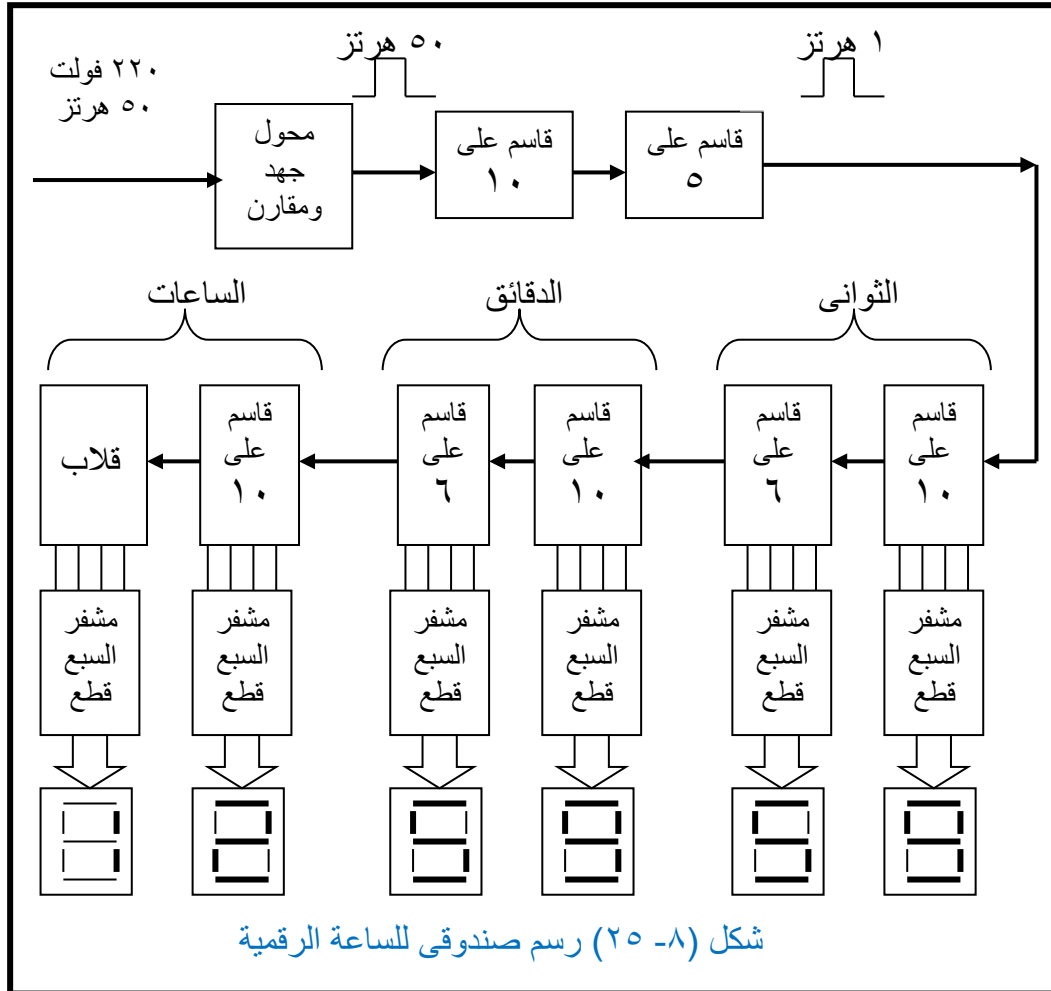 ٢٢٠ فولت
٥٠ هرتز
٥٠ هرتز
١ هرتز
محول
جهد
ومقارن
قاسم على
١٠
قاسم على
٥
الثوانى
الدقائق
الساعات
قاسم
على
١٠
قاسم
على
٦
قاسم
على
١٠
قاسم
على
٦
قاسم
على
١٠
قلاب
مشفر
السبع
قطع
مشفر
السبع
قطع
مشفر
السبع
قطع
مشفر
السبع
قطع
مشفر
السبع
قطع
مشفر
السبع
قطع
شكل (٨- ٢٥) رسم صندوقى للساعة الرقمية